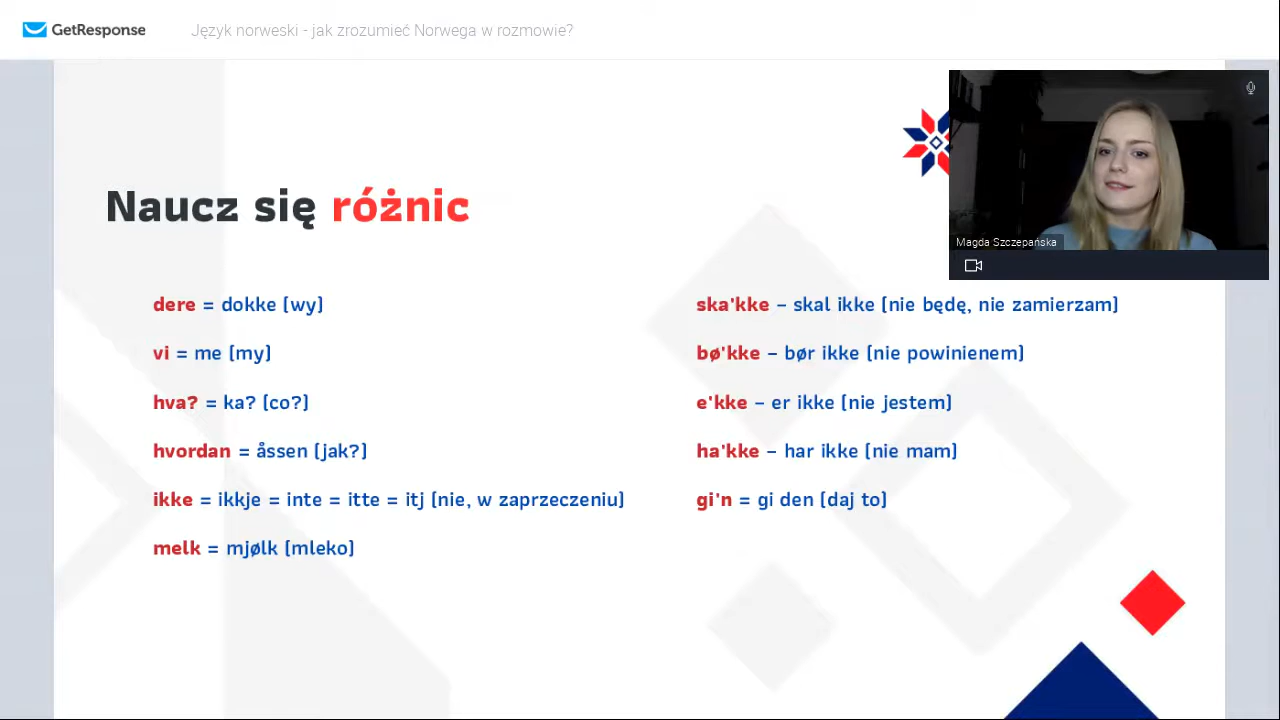 GetResponse
Język norweski - jak zrozumieć Norwega w rozmowie?
Magda Szczepańska
Naucz się różnic
dere = dokke (wy)
vi = me (my)
hva? = ka? (co?)
hvordan = åssen (jak?)
ikke = ikkje = inte = itte = itj (nie, w zaprzeczeniu)
melk = mjølk (mleko)
ska'kke – skal ikke (nie będę, nie zamierzam)
bø'kke – bør ikke (nie powinienem)
e'kke – er ikke (nie jestem)
ha'kke – har ikke (nie mam)
gi'n = gi den (daj to)